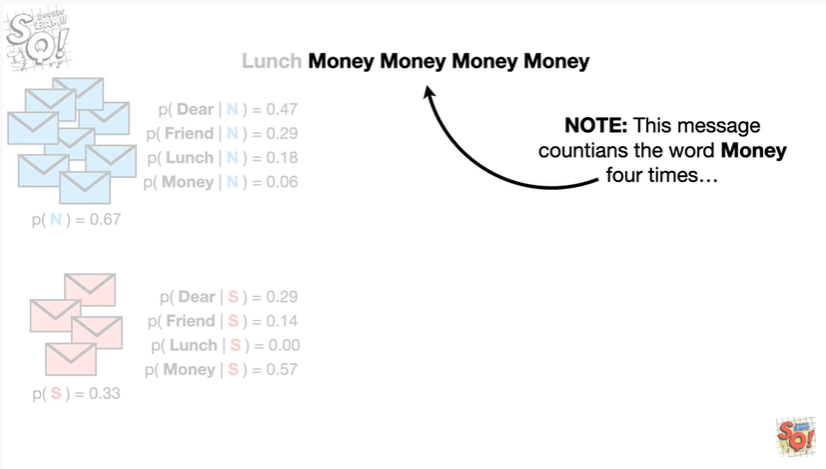 Lunch Money Money Money Money
NOTE: This message
countians the word Money
four times...
p( Dear | N ) = 0.47
p( Friend | N ) = 0.29
p( Lunch | N ) = 0.18
p( Money | N ) = 0.06
p( N ) = 0.67
p( Dear | S ) = 0.29
p( Friend | S ) = 0.14
p( Lunch | S ) = 0.00
p( Money | S ) = 0.57
p( S ) = 0.33